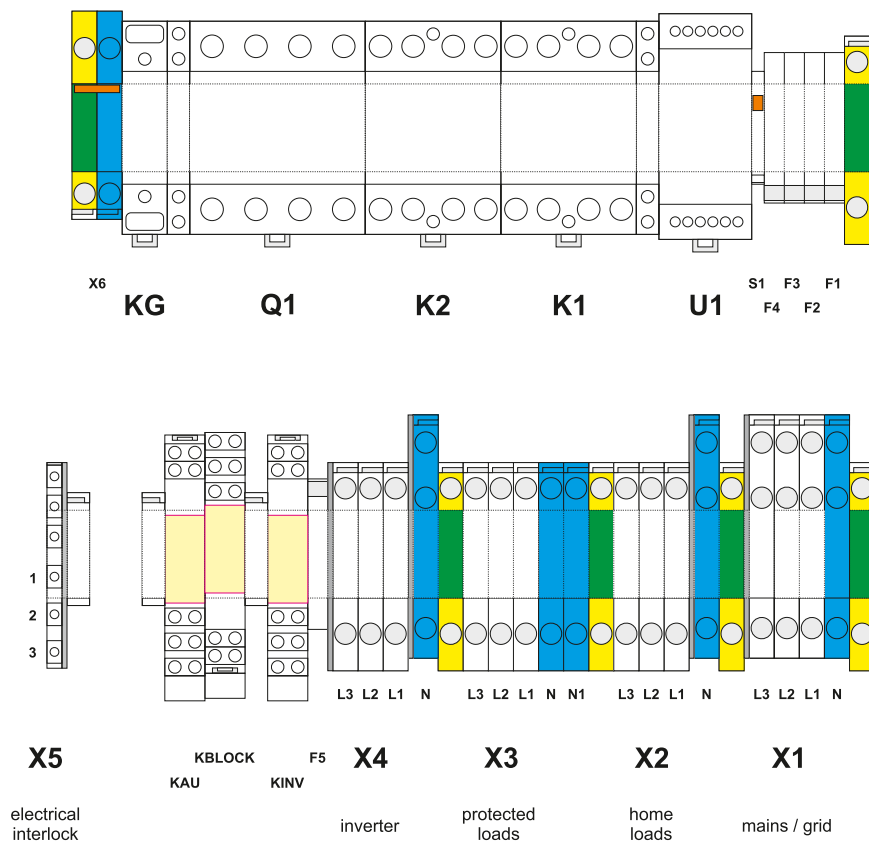 X6
KG
Q1
K2
K1
U1
S1 F3 F1
F4 F2
1
2
3
L3 L2 L1 N
L3 L2 L1 N N1
L3 L2 L1 N
L3 L2 L1 N
X5
KBLOCK
KAU
KINV
F5
X4
X3
X2
X1
electrical
interlock
inverter
protected
loads
home
loads
mains / grid